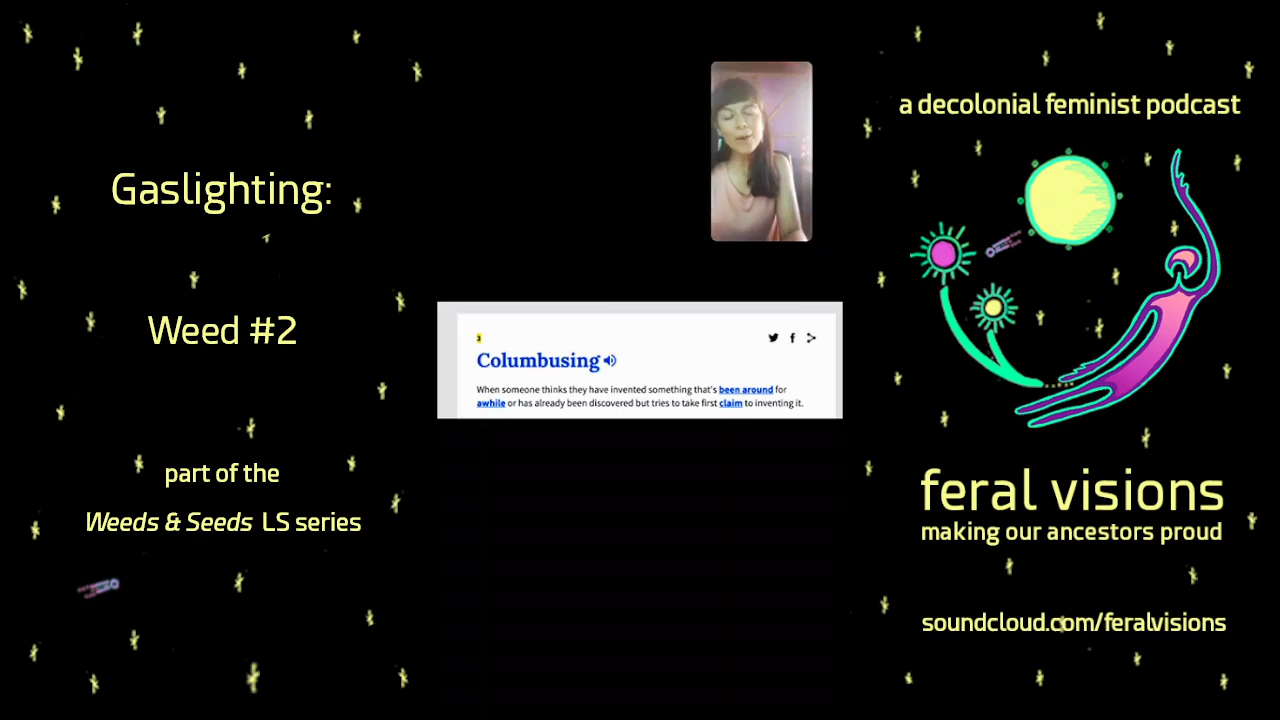 Gaslighting:
Weed #2
part of the
Weeds & Seeds LS series
3
Columbusing
When someone thinks they have invented something that's been around for
awhile or has already been discovered but tries to take first claim to inventing it.
a decolonial feminist podcast
feral visions
making our ancestors proud
soundcloud.com/feralvisions